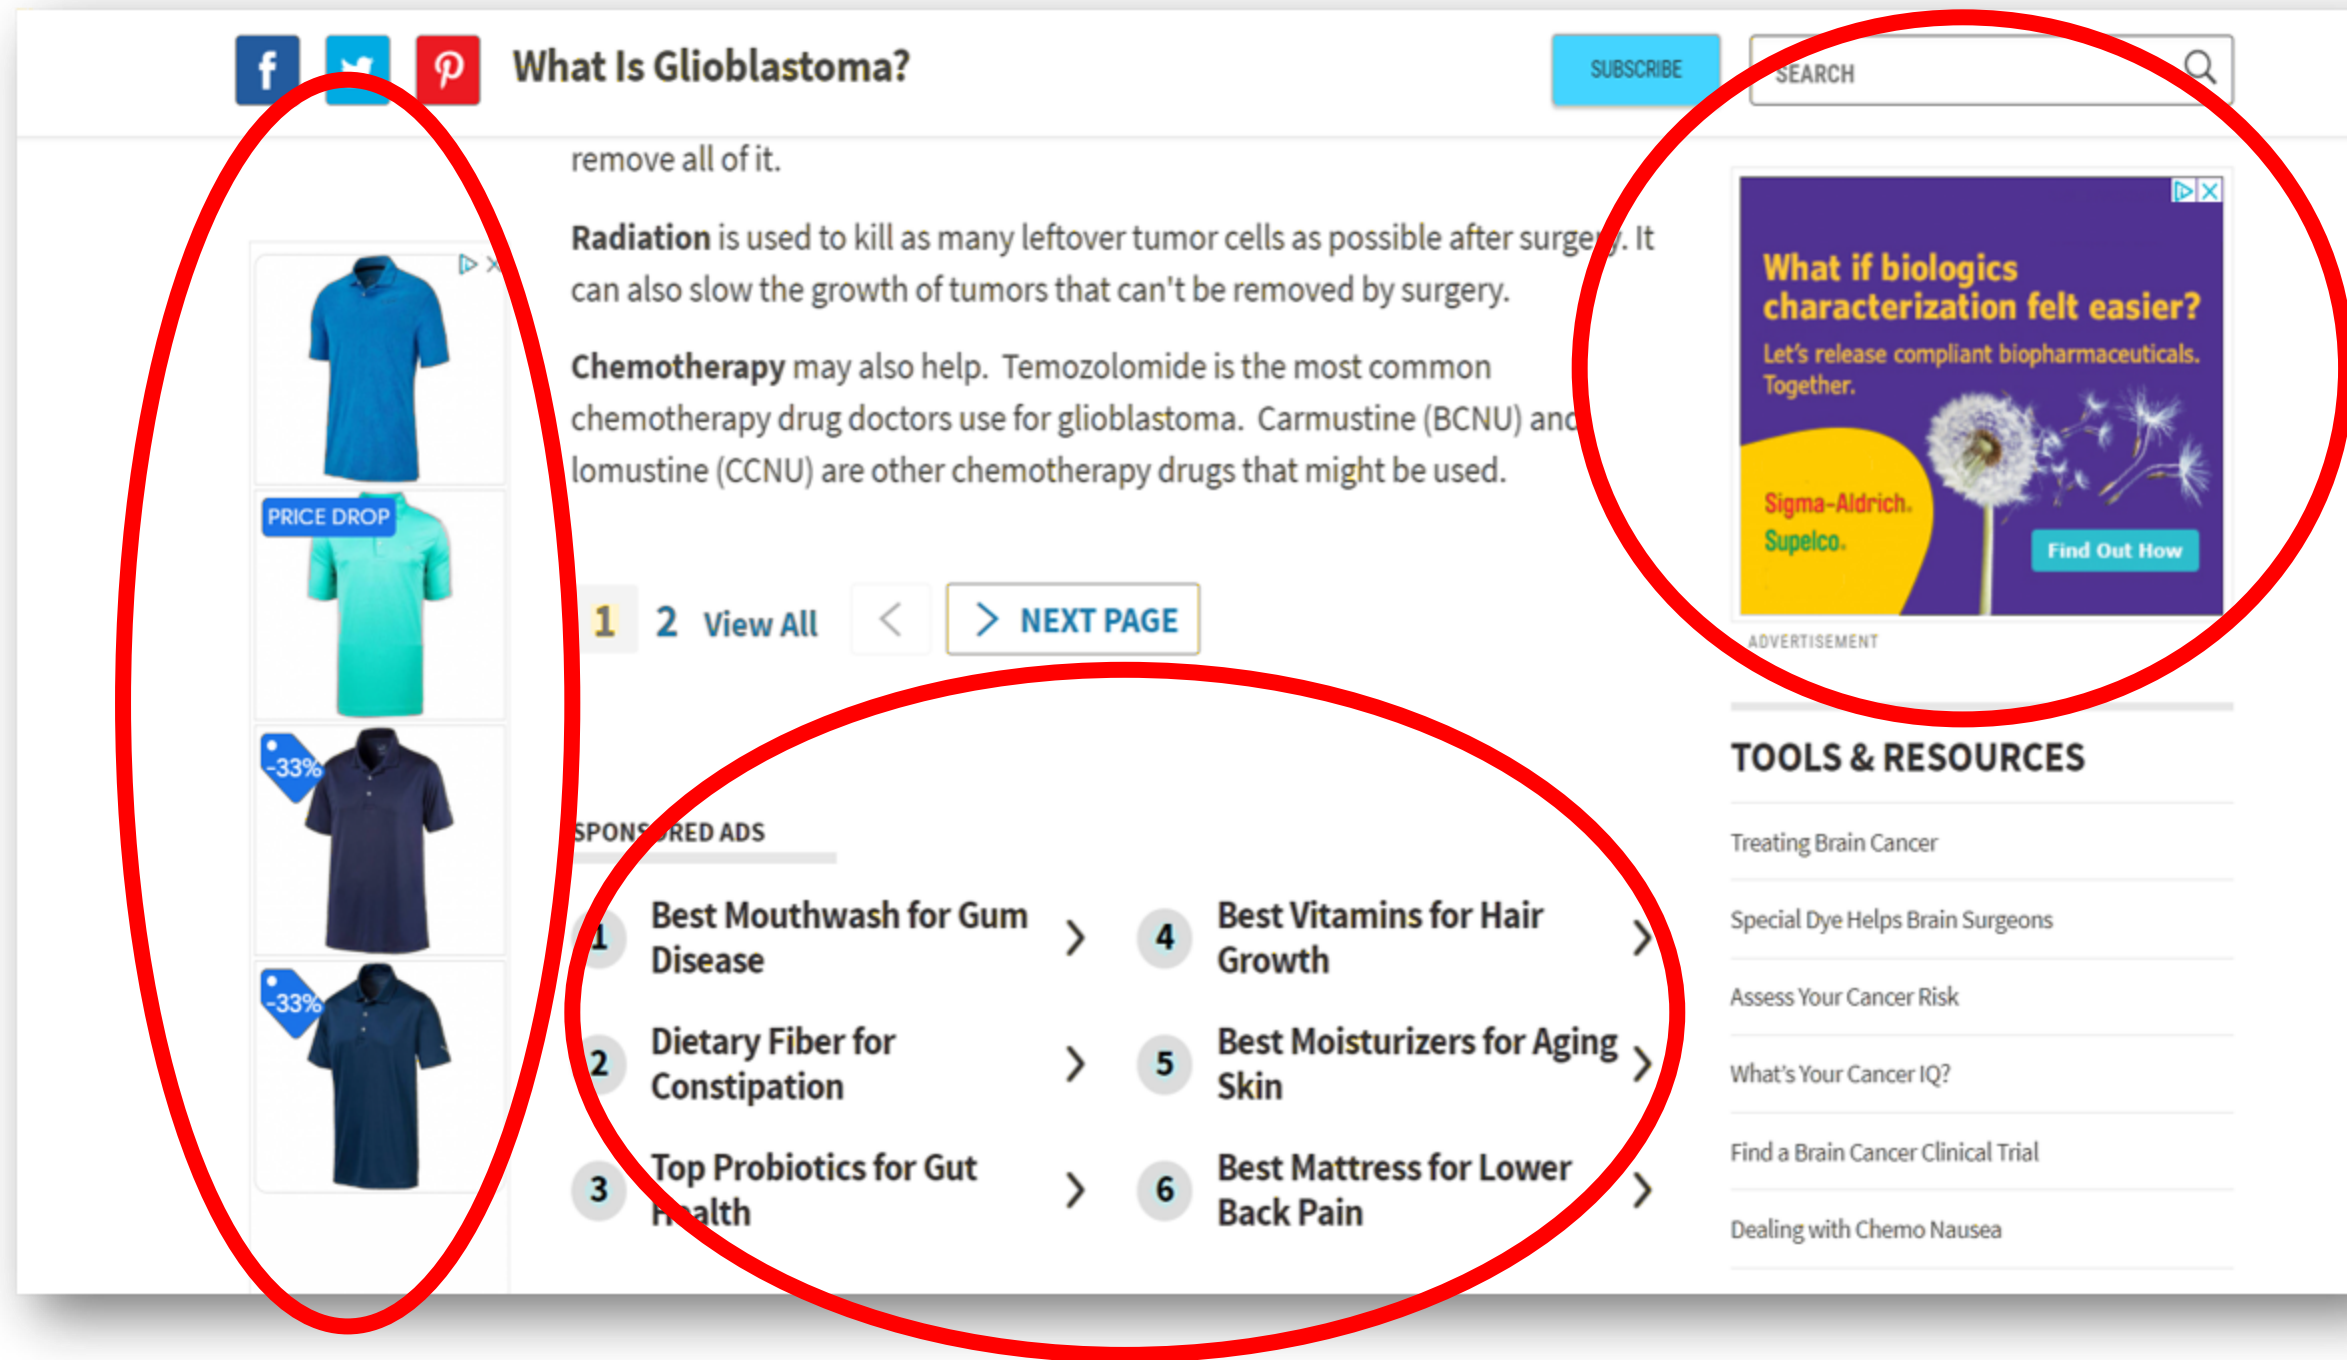 What Is Glioblastoma?
SUBSCRIBE
SEARCH
remove all of it.
Radiation is used to kill as many leftover tumor cells as possible after surgery. It
can also slow the growth of tumors that can't be removed by surgery.
Chemotherapy may also help. Temozolomide is the most common
chemotherapy drug doctors use for glioblastoma. Carmustine (BCNU) and
lomustine (CCNU) are other chemotherapy drugs that might be used.
1 2 View All NEXT PAGE
PRICE DROP
-33%
-33%
SPONSORED ADS
1 Best Mouthwash for Gum
Disease
2 Dietary Fiber for
Constipation
3 Top Probiotics for Gut
Health
4 Best Vitamins for Hair
Growth
5 Best Moisturizers for Aging
Skin
6 Best Mattress for Lower
Back Pain
What if biologics
characterization felt easier?
Let's release compliant biopharmaceuticals.
Together.
Sigma-Aldrich.
Supelco.
Find Out How
ADVERTISEMENT
TOOLS & RESOURCES
Treating Brain Cancer
Special Dye Helps Brain Surgeons
Assess Your Cancer Risk
What's Your Cancer IQ?
Find a Brain Cancer Clinical Trial
Dealing with Chemo Nausea